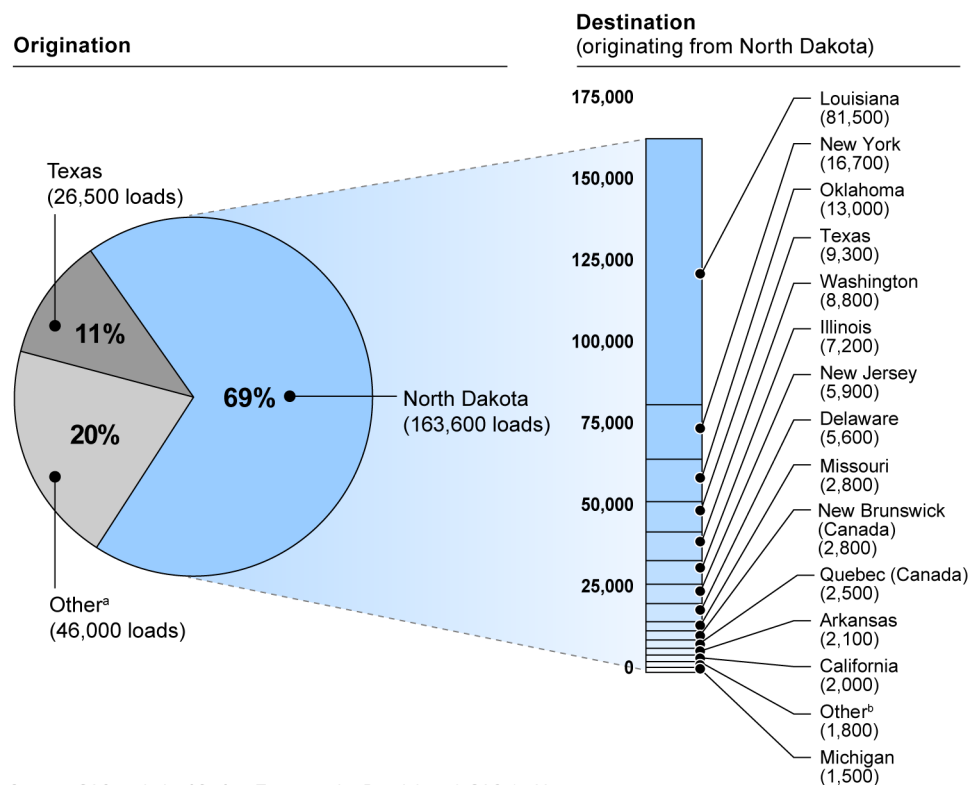 Origination
Destination
(originating from North Dakota)
Texas
(26,500 loads)
11%
69%
20%
North Dakota
(163,600 loads)
Otherᵃ
(46,000 loads)
175,000
150,000
125,000
100,000
75,000
50,000
25,000
0
Louisiana
(81,500)
New York
(16,700)
Oklahoma
(13,000)
Texas
(9,300)
Washington
(8,800)
Illinois
(7,200)
New Jersey
(5,900)
Delaware
(5,600)
Missouri
(2,800)
New Brunswick
(Canada)
(2,800)
Quebec (Canada)
(2,500)
Arkansas
(2,100)
California
(2,000)
Otherᵇ
(1,800)
Michigan
(1,500)